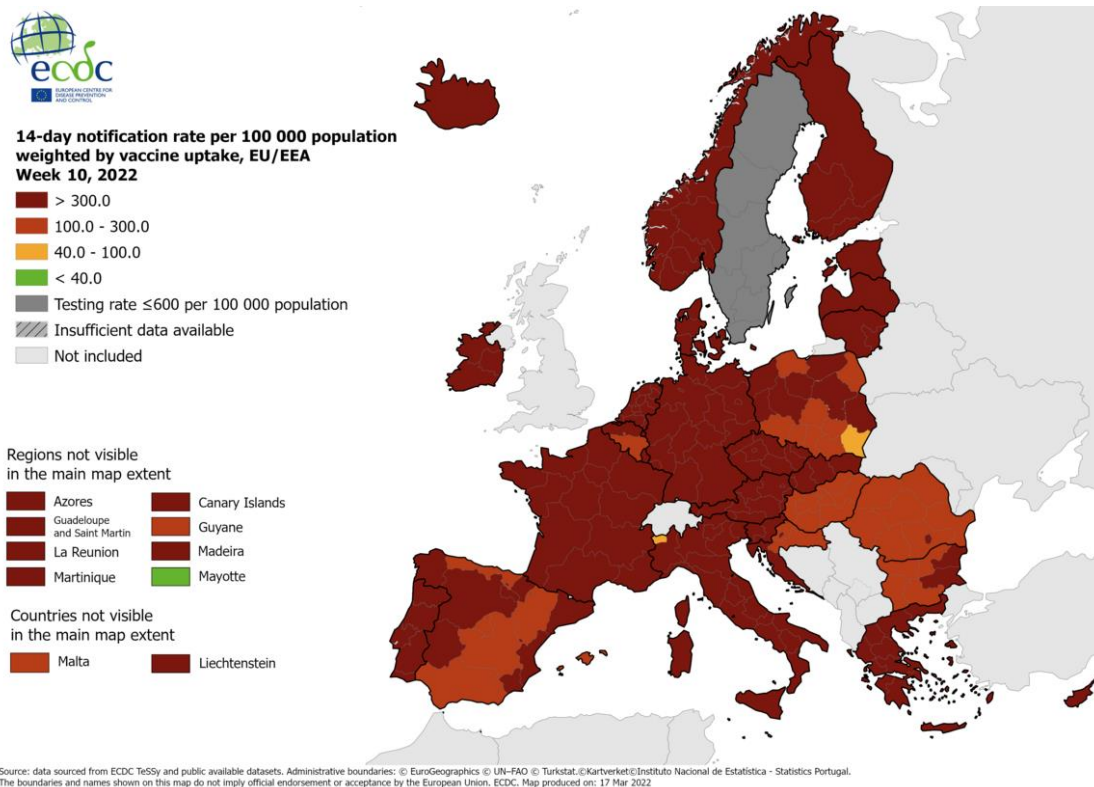 ecdc
EUROPEAN CENTRE FOR
DISEASE PREVENTION
AND CONTROL
14-day notification rate per 100 000 population
weighted by vaccine uptake, EU/EEA
Week 10, 2022
> 300.0
100.0 - 300.0
40.0 - 100.0
< 40.0
Testing rate ≤600 per 100 000 population
Insufficient data available
Not included
Regions not visible
in the main map extent
Azores
Canary Islands
Guadeloupe
and Saint Martin
Guyane
La Reunion
Madeira
Martinique
Mayotte
Countries not visible
in the main map extent
Malta
Liechtenstein
Source: data sourced from ECDC TeSSy and public available datasets. Administrative boundaries: © EuroGeographics © UN–FAO © Turkstat.©Kartverket©Instituto Nacional de Estatística - Statistics Portugal.
The boundaries and names shown on this map do not imply official endorsement or acceptance by the European Union. ECDC. Map produced on: 17 Mar 2022